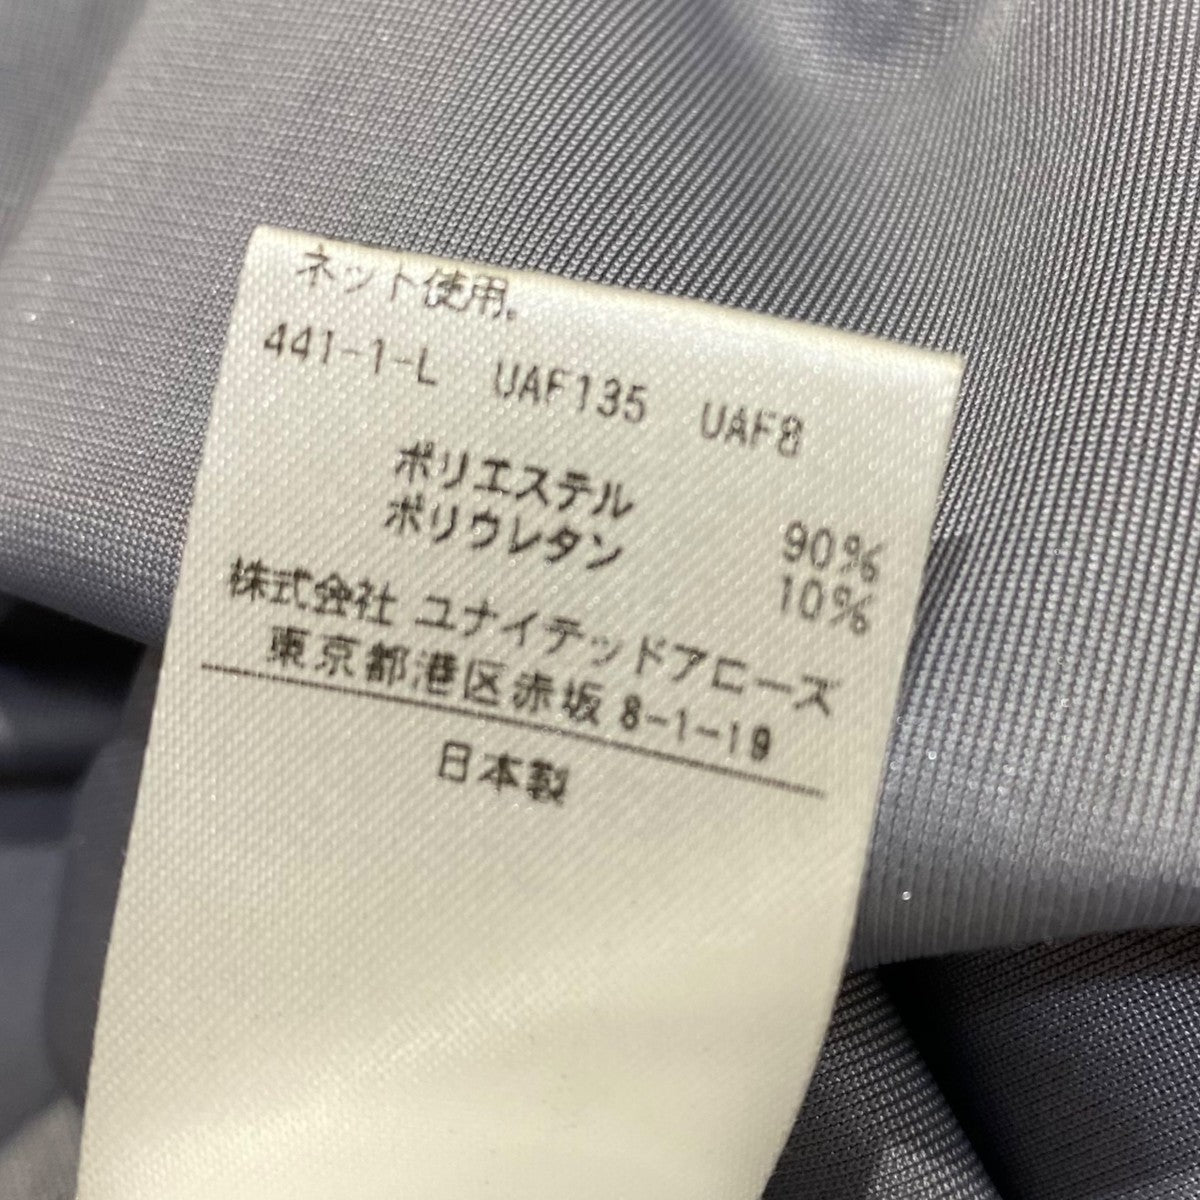 ネット使用.
441-1-L UAF135 UAF8
ポリエステル 90%
ポリウレタン 10%
株式会社 ユナイテッドアローズ
東京都港区赤坂 8-1-19
日本製